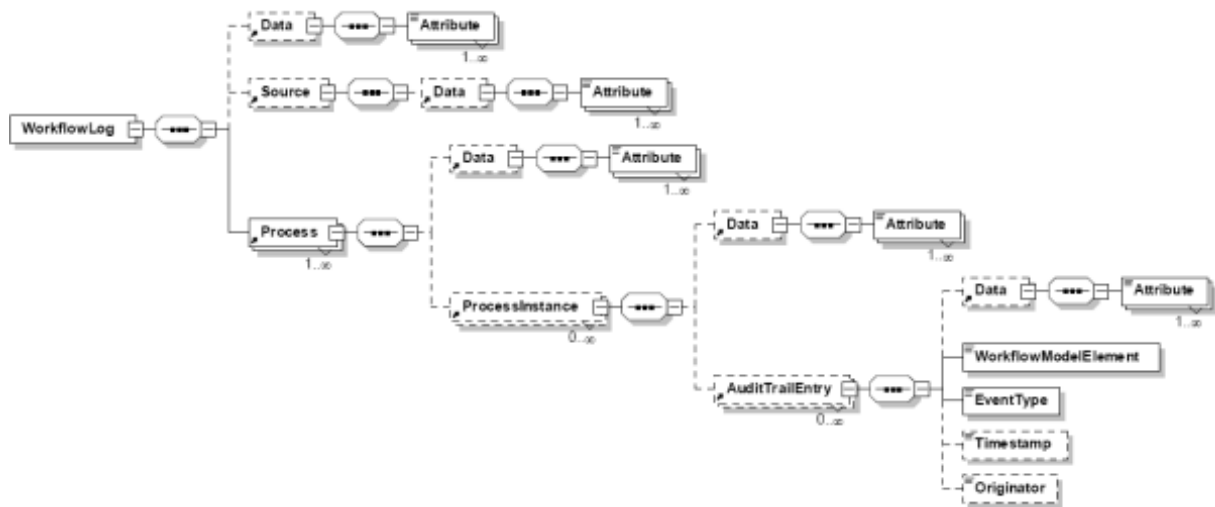 Data
Attribute
1..∞
Source
Data
Attribute
1..∞
WorkflowLog
Data
Attribute
1..∞
Process
1..∞
Data
Attribute
1..∞
ProcessInstance
0..∞
Data
Attribute
1..∞
WorkflowModelElement
AuditTrailEntry
0..∞
EventType
Timestamp
Originator